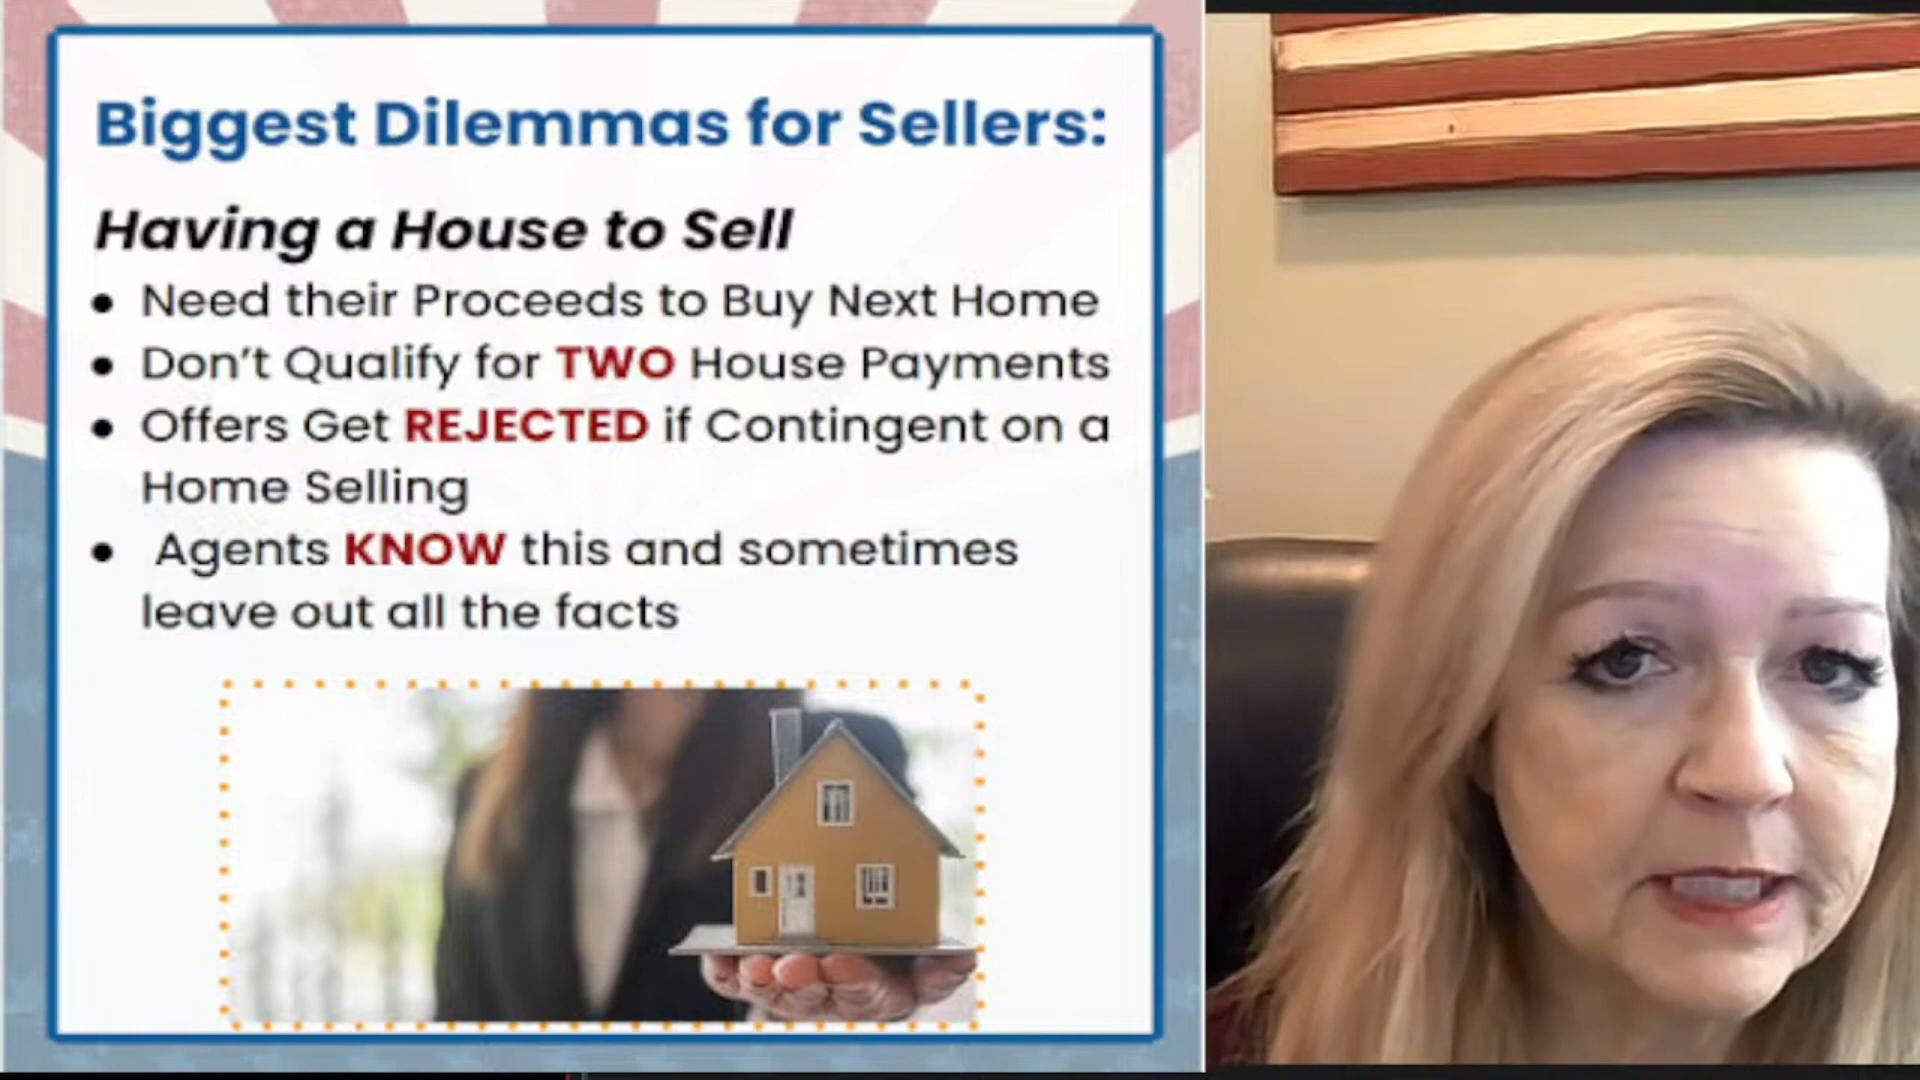 Biggest Dilemmas for Sellers:
Having a House to Sell
● Need their Proceeds to Buy Next Home
● Don't Qualify for TWO House Payments
● Offers Get REJECTED if Contingent on a
Home Selling
● Agents KNOW this and sometimes
leave out all the facts